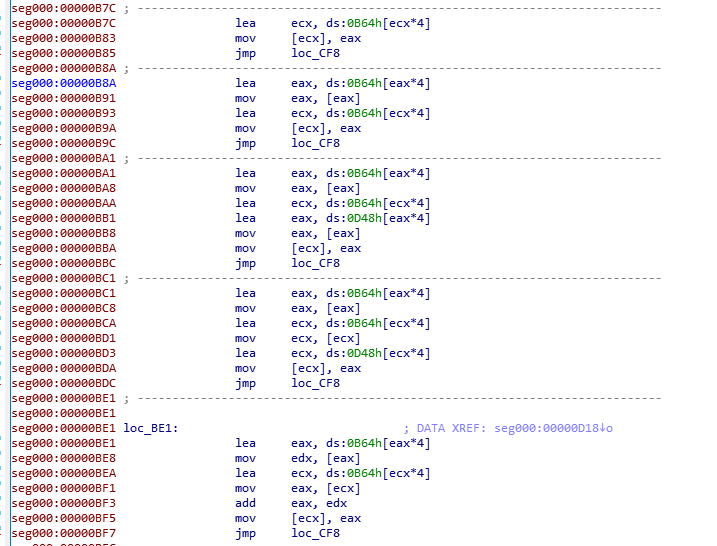 seg000:00000B7C ; ---------------------------------------------------------------------------
seg000:00000B7C lea ecx, ds:0B64h[ecx*4]
seg000:00000B83 mov [ecx], eax
seg000:00000B85 jmp loc_CF8
seg000:00000B8A ; ---------------------------------------------------------------------------
seg000:00000B8A lea eax, ds:0B64h[eax*4]
seg000:00000B91 mov eax, [eax]
seg000:00000B93 lea ecx, ds:0B64h[ecx*4]
seg000:00000B9A mov [ecx], eax
seg000:00000B9C jmp loc_CF8
seg000:00000BA1 ; ---------------------------------------------------------------------------
seg000:00000BA1 lea eax, ds:0B64h[eax*4]
seg000:00000BA8 mov eax, [eax]
seg000:00000BAA lea ecx, ds:0B64h[ecx*4]
seg000:00000BB1 lea eax, ds:0D48h[eax*4]
seg000:00000BB8 mov eax, [eax]
seg000:00000BBA mov [ecx], eax
seg000:00000BBC jmp loc_CF8
seg000:00000BC1 ; ---------------------------------------------------------------------------
seg000:00000BC1 lea eax, ds:0B64h[eax*4]
seg000:00000BC8 mov eax, [eax]
seg000:00000BCA lea ecx, ds:0B64h[ecx*4]
seg000:00000BD1 mov ecx, [ecx]
seg000:00000BD3 lea ecx, ds:0D48h[ecx*4]
seg000:00000BDA mov [ecx], eax
seg000:00000BDC jmp loc_CF8
seg000:00000BE1 ; ---------------------------------------------------------------------------
seg000:00000BE1
seg000:00000BE1 loc_BE1: ; DATA XREF: seg000:00000D18↓o
seg000:00000BE1 lea eax, ds:0B64h[eax*4]
seg000:00000BE8 mov edx, [eax]
seg000:00000BEA lea ecx, ds:0B64h[ecx*4]
seg000:00000BF1 mov eax, [ecx]
seg000:00000BF3 add eax, edx
seg000:00000BF5 mov [ecx], eax
seg000:00000BF7 jmp loc_CF8